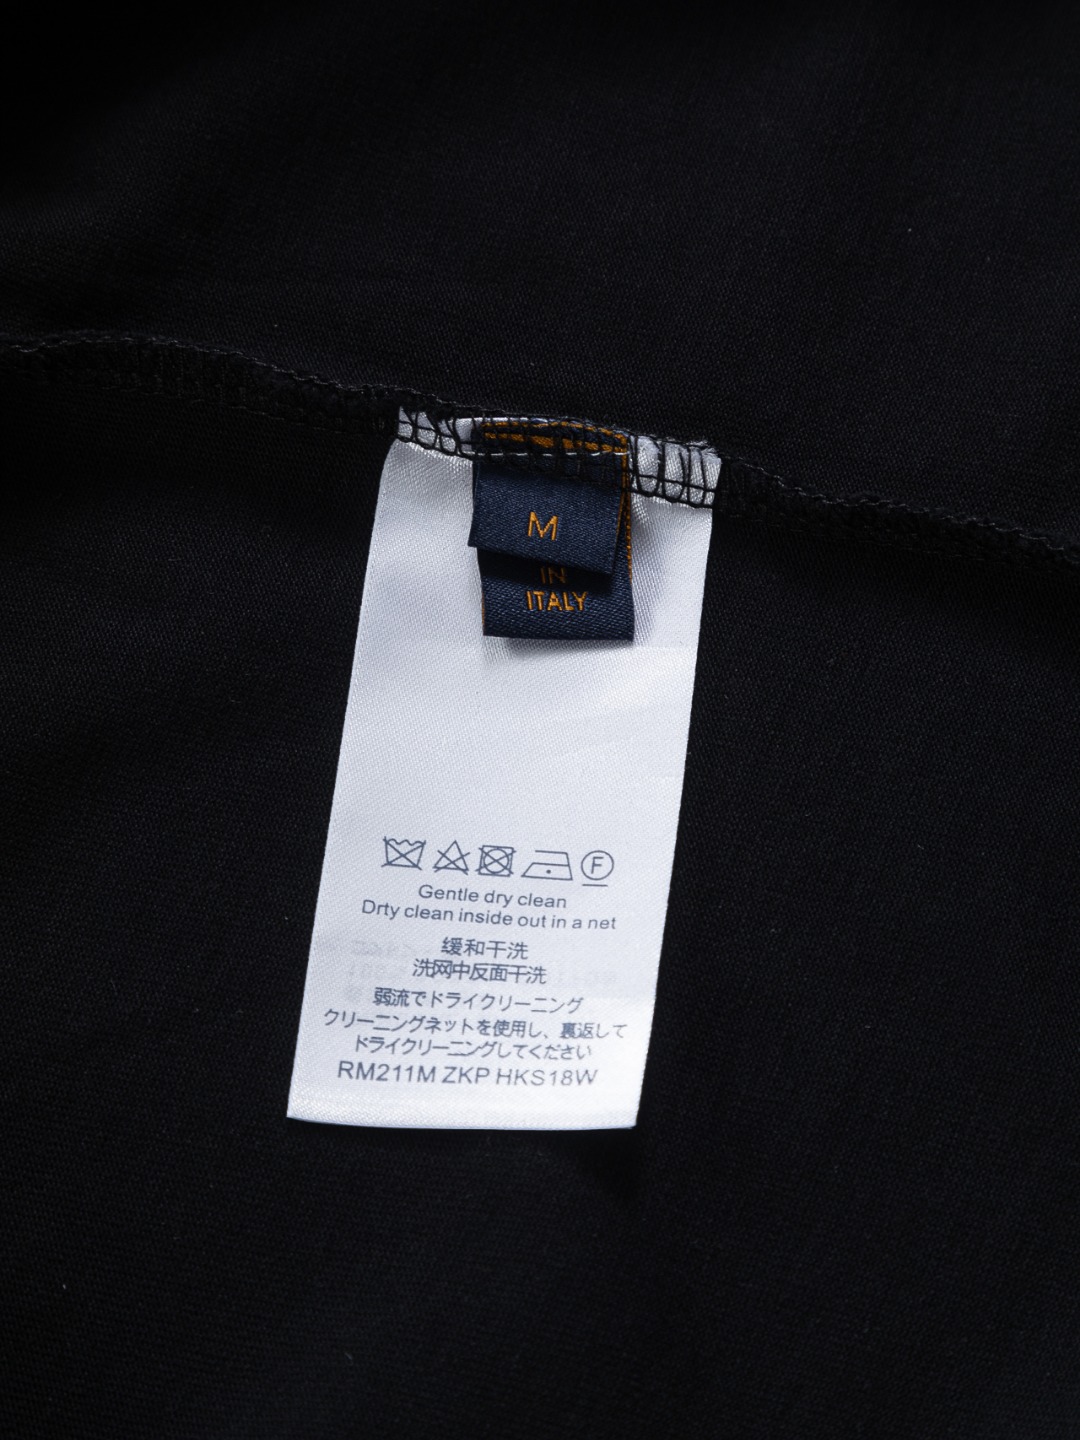 M
IN
ITALY
F
Gentle dry clean
Drty clean inside out in a net
缓和干洗
洗网中反面干洗
弱流でドライクリーニング
クリーニングネットを使用し、裏返して
ドライクリーニングしてください
RM211M ZKP HKS18W